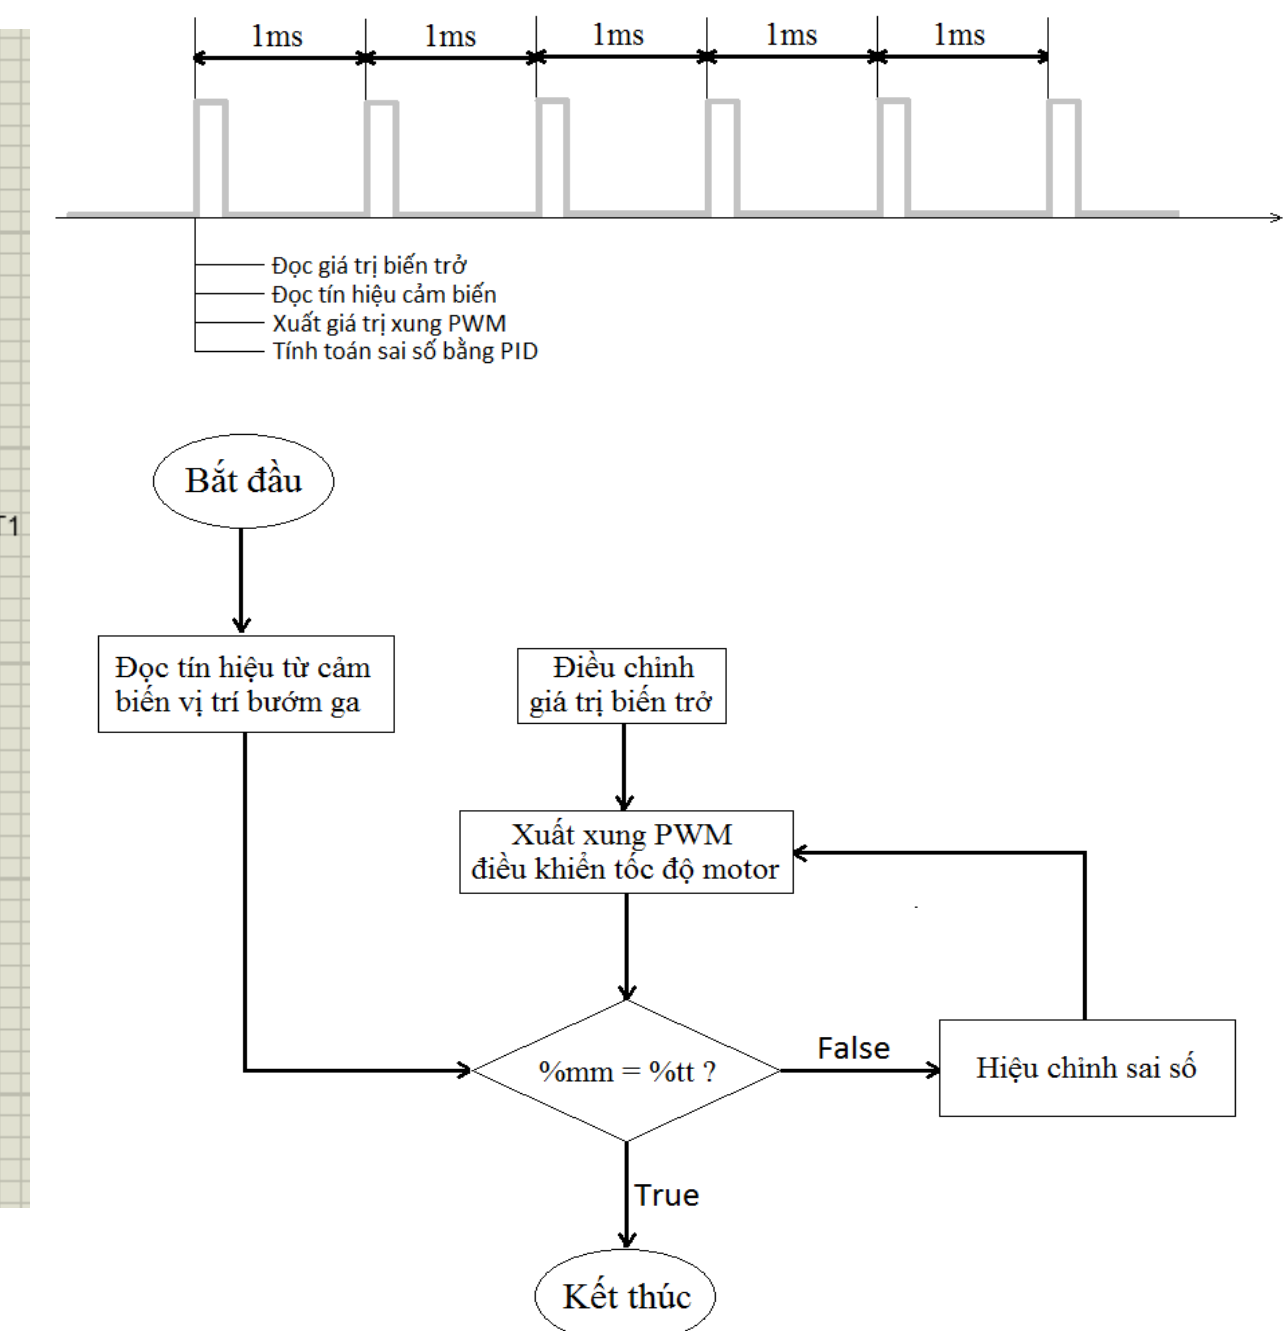 1ms
1ms
1ms
1ms
1ms
Đọc giá trị biến trở
Đọc tín hiệu cảm biến
Xuất giá trị xung PWM
Tính toán sai số bằng PID
Bắt đầu
T1
Đọc tín hiệu từ cảm
biến vị trí bướm ga
Điều chỉnh
giá trị biến trở
Xuất xung PWM
điều khiển tốc độ motor
%mm = %tt ?
False
Hiệu chỉnh sai số
True
Kết thúc